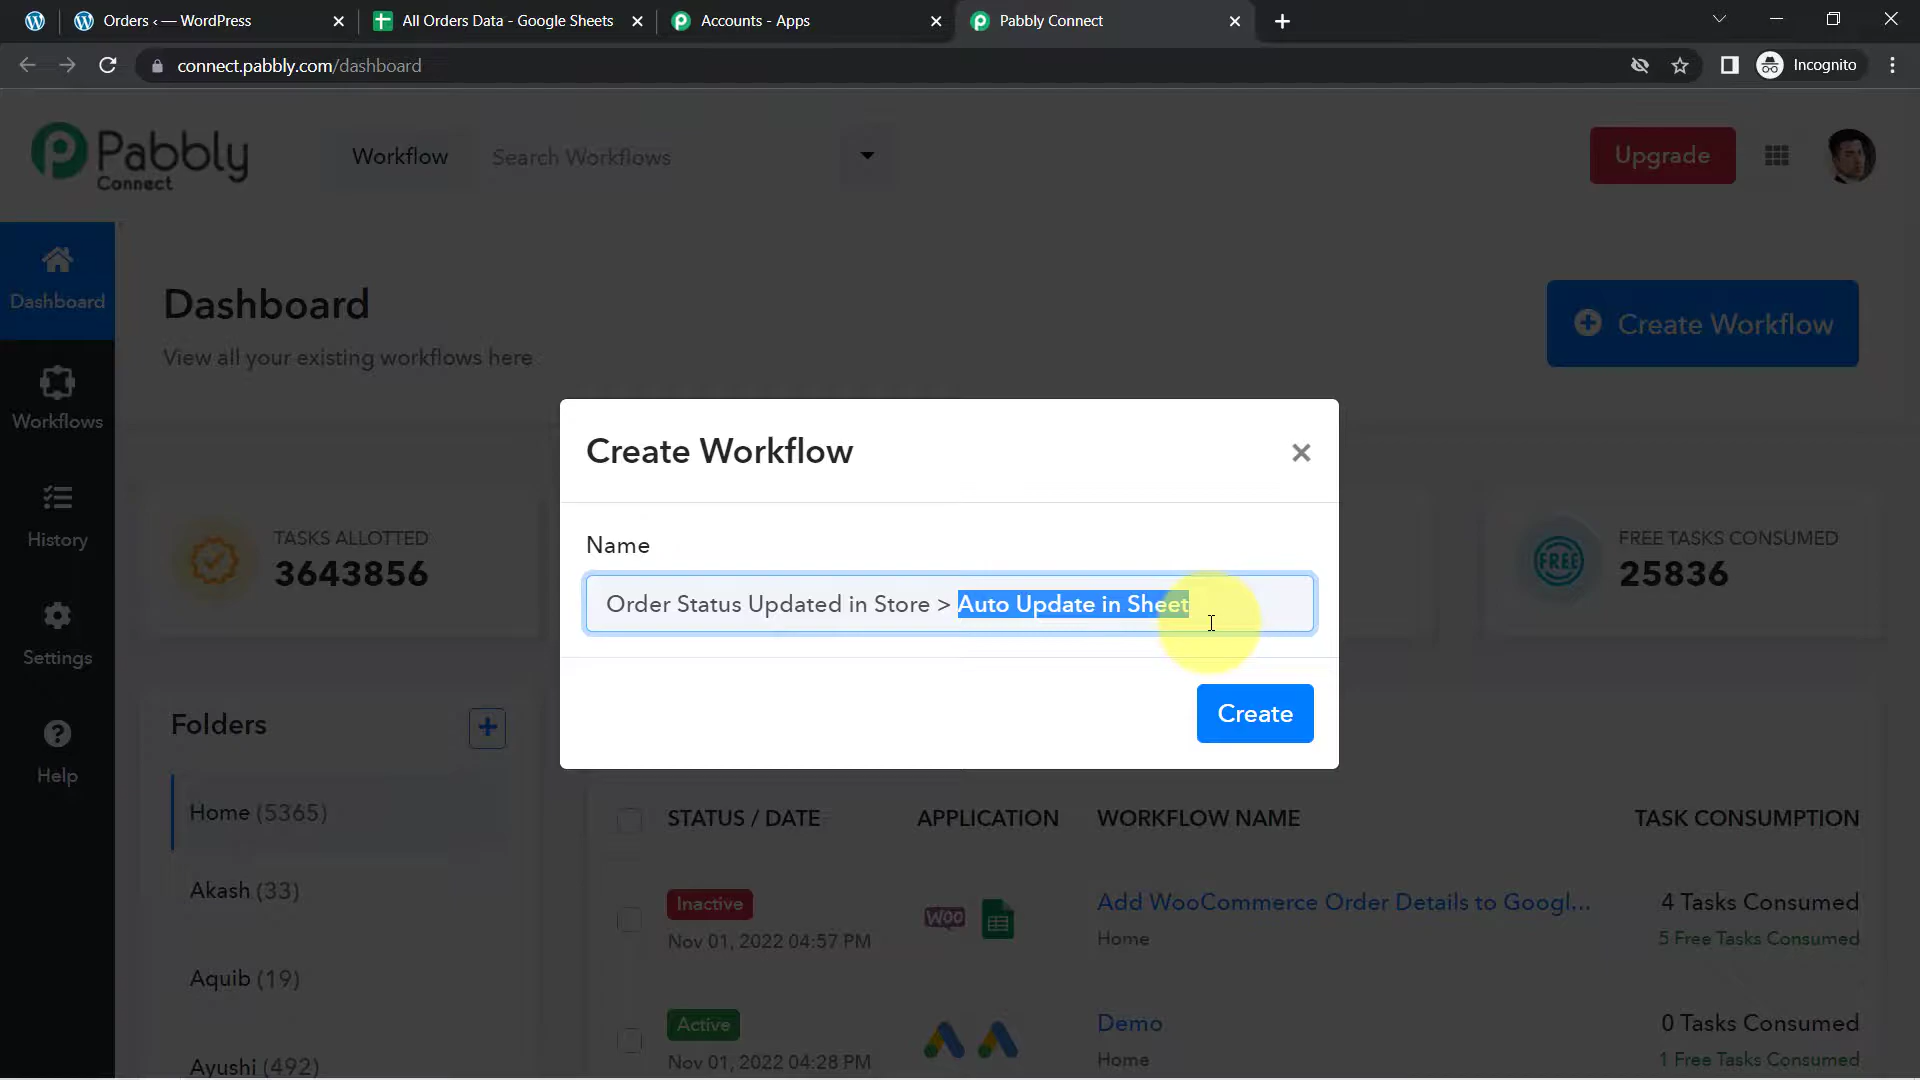 Orders ‹ — WordPress
All Orders Data - Google Sheets
Accounts - Apps
Pabbly Connect
connect.pabbly.com/dashboard
Incognito
Pabbly
Connect
Workflow
Search Workflows
Upgrade
Dashboard
Workflows
History
Settings
Help
Dashboard
View all your existing workflows here
Create Workflow
Create Workflow
Name
Order Status Updated in Store > Auto Update in Sheet
Create
TASKS ALLOTTED
3643856
FREE
FREE TASKS CONSUMED
25836
Folders
Home (5365)
Akash (33)
Aquib (19)
Ayushi (492)
STATUS / DATE
APPLICATION
WORKFLOW NAME
TASK CONSUMPTION
Inactive
Nov 01, 2022 04:57 PM
Woo
Add WooCommerce Order Details to Googl...
Home
4 Tasks Consumed
5 Free Tasks Consumed
Active
Nov 01, 2022 04:28 PM
Demo
Home
0 Tasks Consumed
1 Free Tasks Consumed